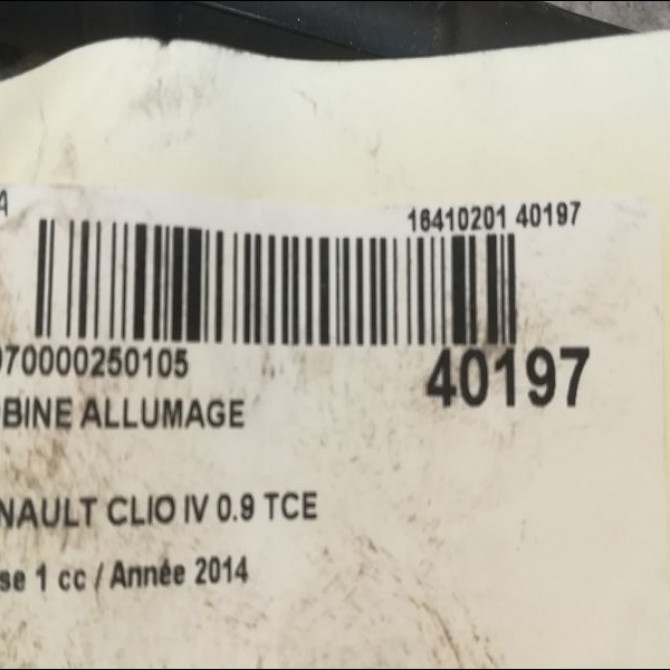 A
16410201 40197
070000250105
40197
BINE ALLUMAGE
NAULT CLIO IV 0.9 TCE
se 1 cc / Année 2014